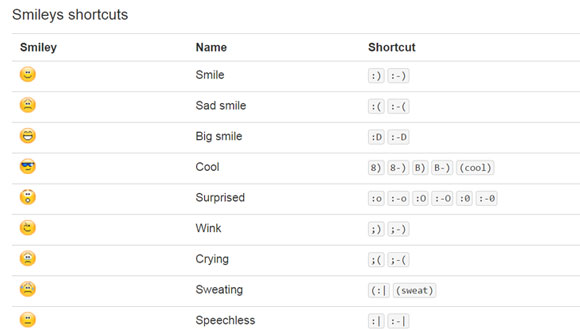 Smileys shortcuts
Smiley Name Shortcut
Smile :) :-)
Sad smile :( :-(
Big smile :D :-D
Cool 8) 8-) B) B-) (cool)
Surprised :o :-o :O :-O :0 :-0
Wink ;) ;-)
Crying ;( ;-(
Sweating (:| (sweat)
Speechless :| :-|